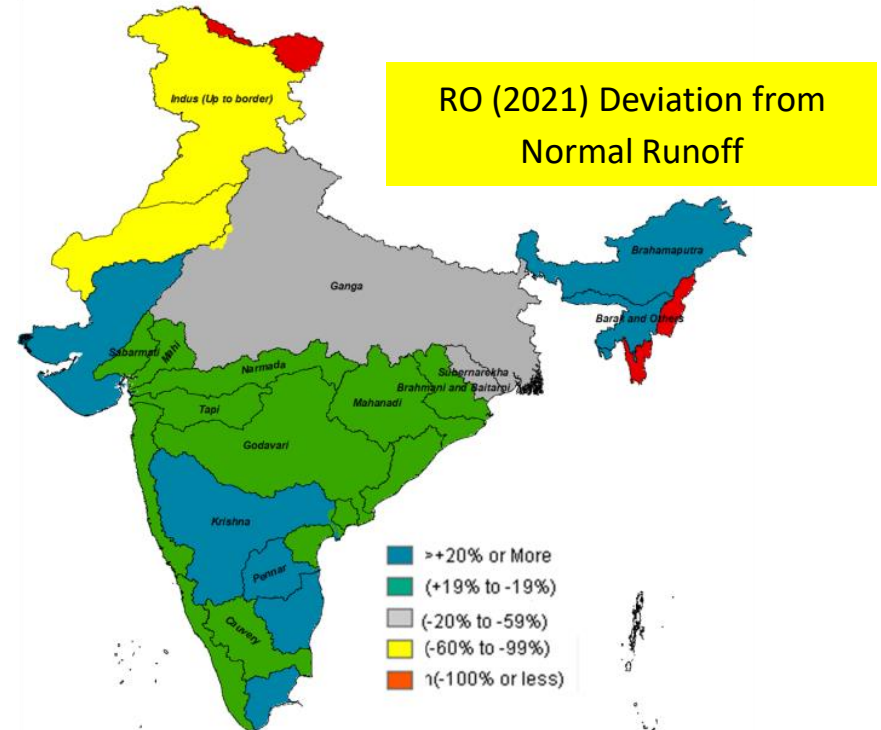 RO (2021) Deviation from
Normal Runoff
Indus (Up to border)
Brahamaputra
Ganga
Barak and Others
Sabarmati
Mahi
Narmada
Subernarekha
Brahmani and Baitarni
Tapi
Mahanadi
Godavari
Krishna
Pennar
Cauvery
>+20% or More
(+19% to -19%)
(-20% to -59%)
(-60% to -99%)
(-100% or less)